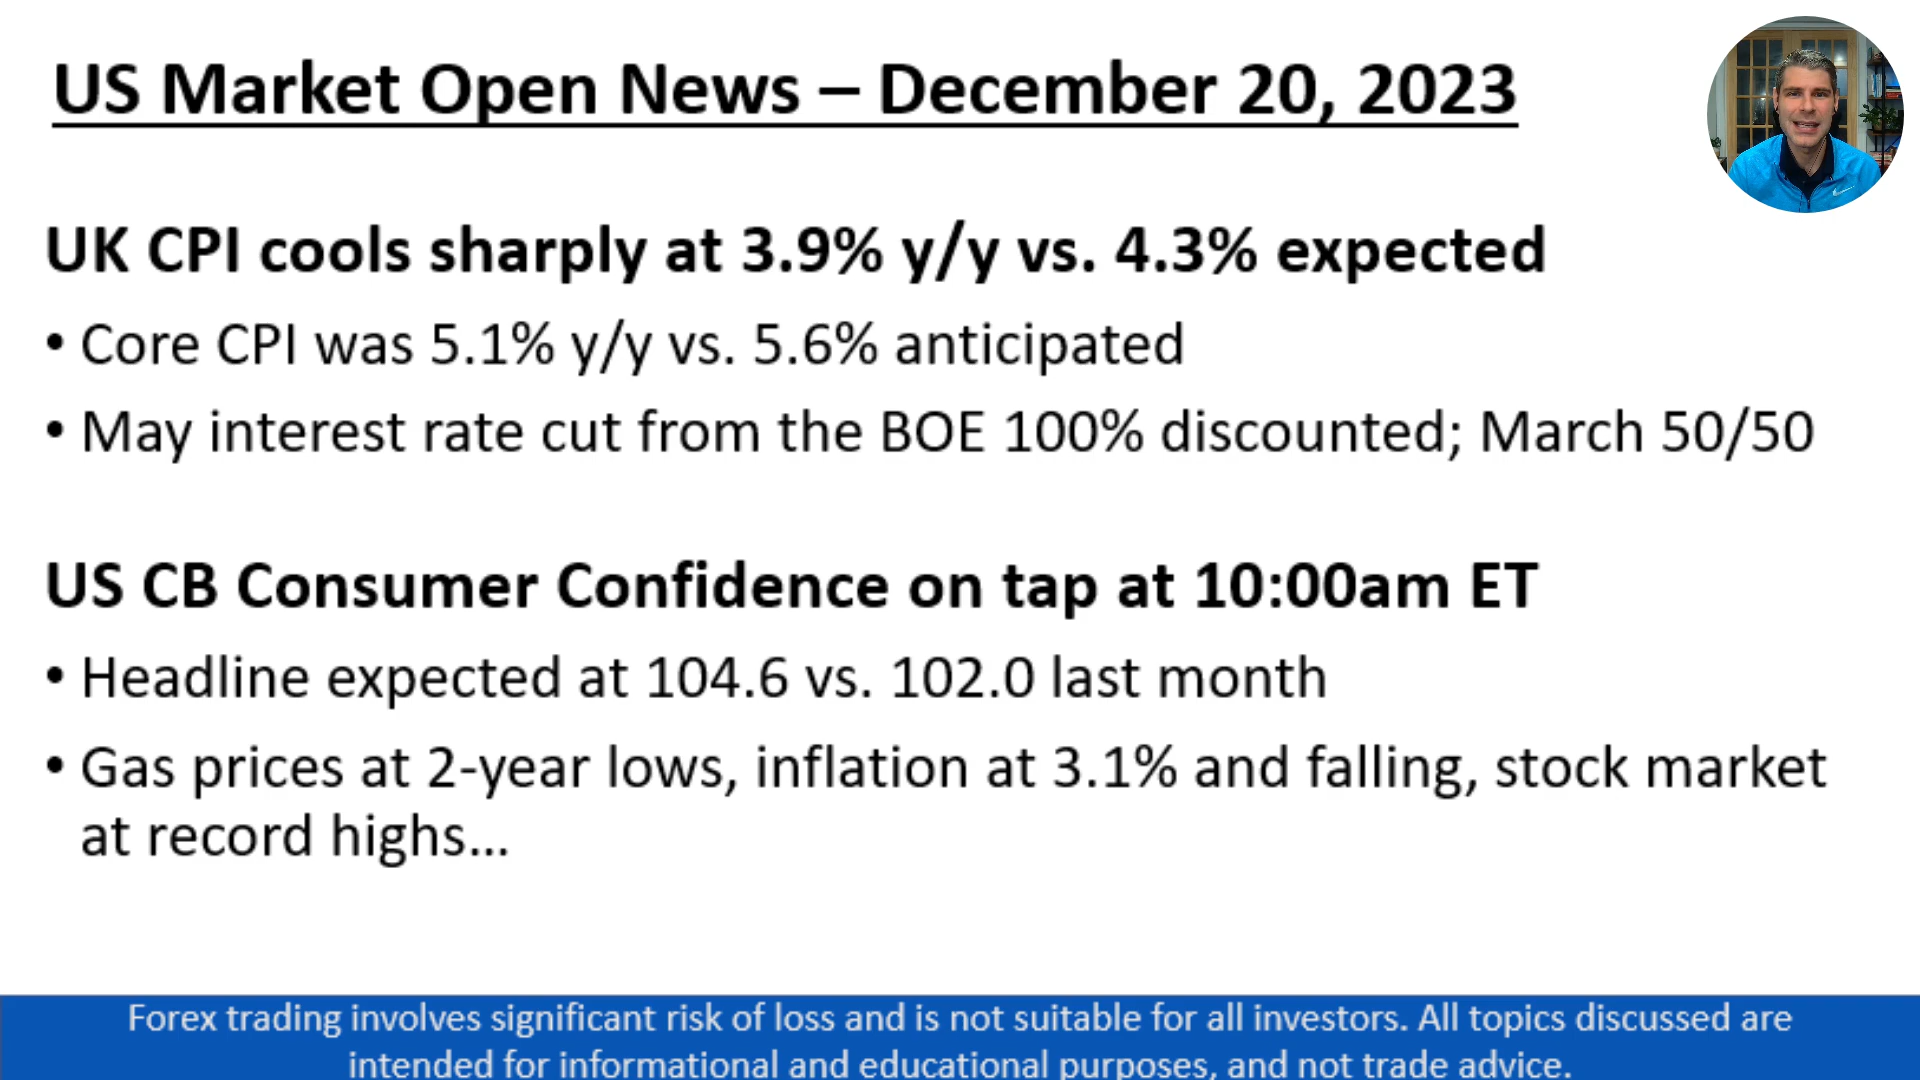 US Market Open News – December 20, 2023
UK CPI cools sharply at 3.9% y/y vs. 4.3% expected
• Core CPI was 5.1% y/y vs. 5.6% anticipated
• May interest rate cut from the BOE 100% discounted; March 50/50
US CB Consumer Confidence on tap at 10:00am ET
• Headline expected at 104.6 vs. 102.0 last month
• Gas prices at 2-year lows, inflation at 3.1% and falling, stock market
at record highs...
Forex trading involves significant risk of loss and is not suitable for all investors. All topics discussed are
intended for informational and educational purposes, and not trade advice.